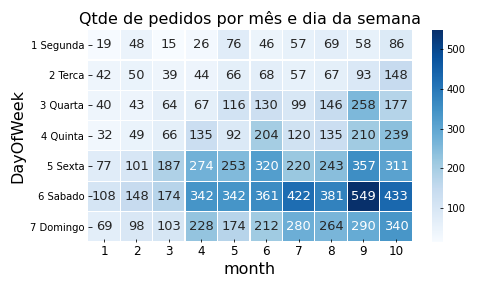 Qtde de pedidos por mês e dia da semana
DayOfWeek
1 Segunda 19 48 15 26 76 46 57 69 58 86
2 Terca 42 50 39 44 66 68 57 67 93 148
3 Quarta 40 43 64 67 116 130 99 146 258 177
4 Quinta 32 49 66 135 92 204 120 135 210 239
5 Sexta 77 101 187 274 253 320 220 243 357 311
6 Sabado 108 148 174 342 342 361 422 381 549 433
7 Domingo 69 98 103 228 174 212 280 264 290 340
1 2 3 4 5 6 7 8 9 10
month
500
400
300
200
100